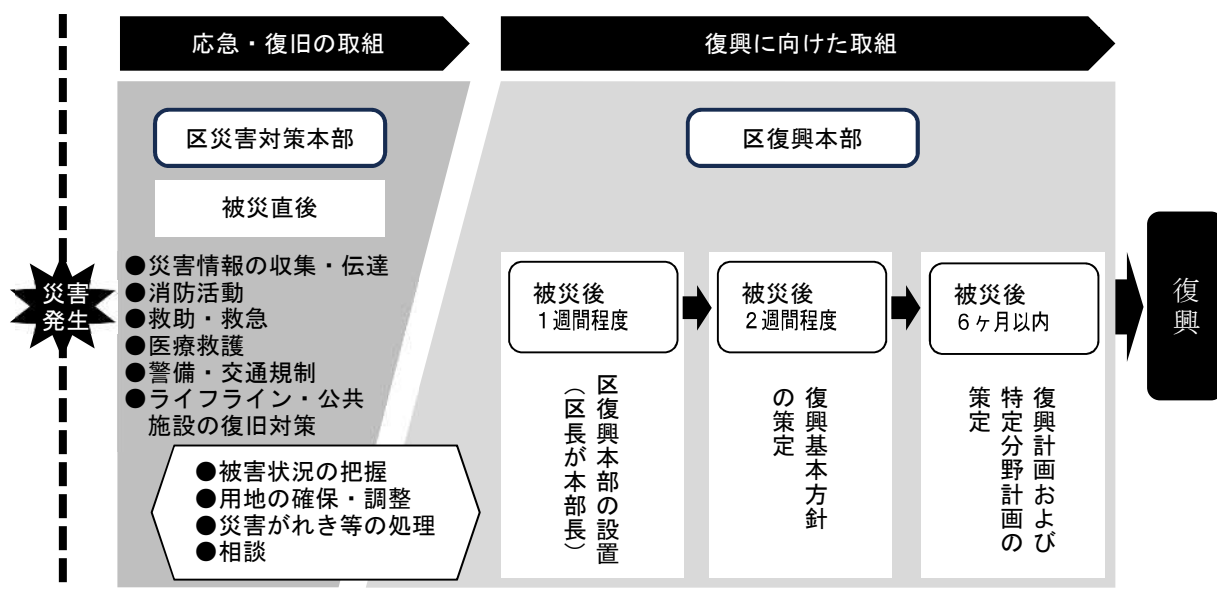 応急・復旧の取組
復興に向けた取組
災害
発生
区災害対策本部
被災直後
●災害情報の収集・伝達
●消防活動
●救助・救急
●医療救護
●警備・交通規制
●ライフライン・公共
施設の復旧対策
●被害状況の把握
●用地の確保・調整
●災害がれき等の処理
●相談
区復興本部
被災後
1週間程度
区復興本部の設置
（区長が本部長）
被災後
2週間程度
復興基本方針
の策定
被災後
6ヶ月以内
復興計画および
特定分野計画の
策定
復興